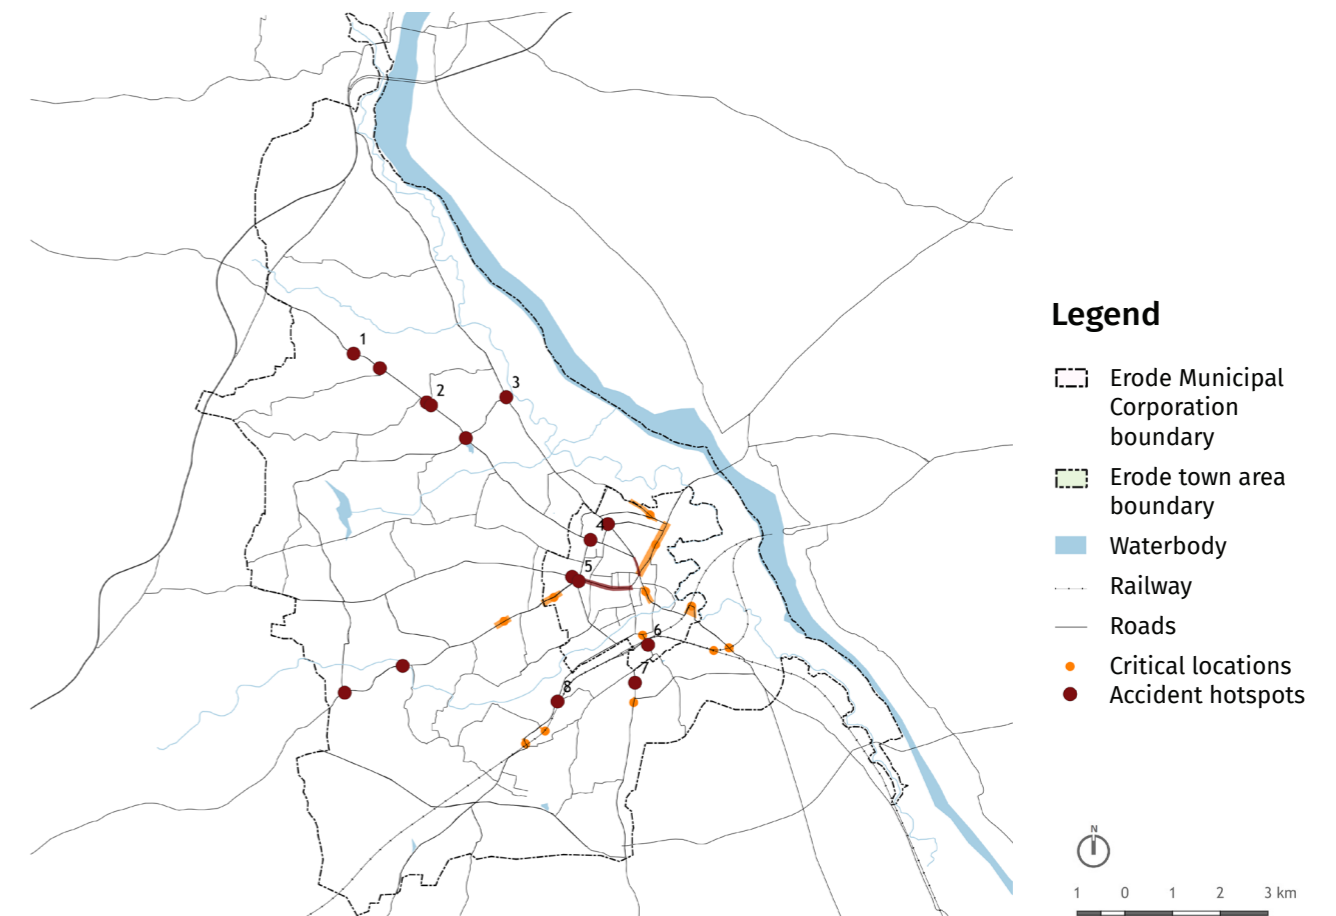 1
2
3
4
5
6
7
8
Legend
Erode Municipal
Corporation
boundary
Erode town area
boundary
Waterbody
Railway
Roads
Critical locations
Accident hotspots
N
1 0 1 2 3 km